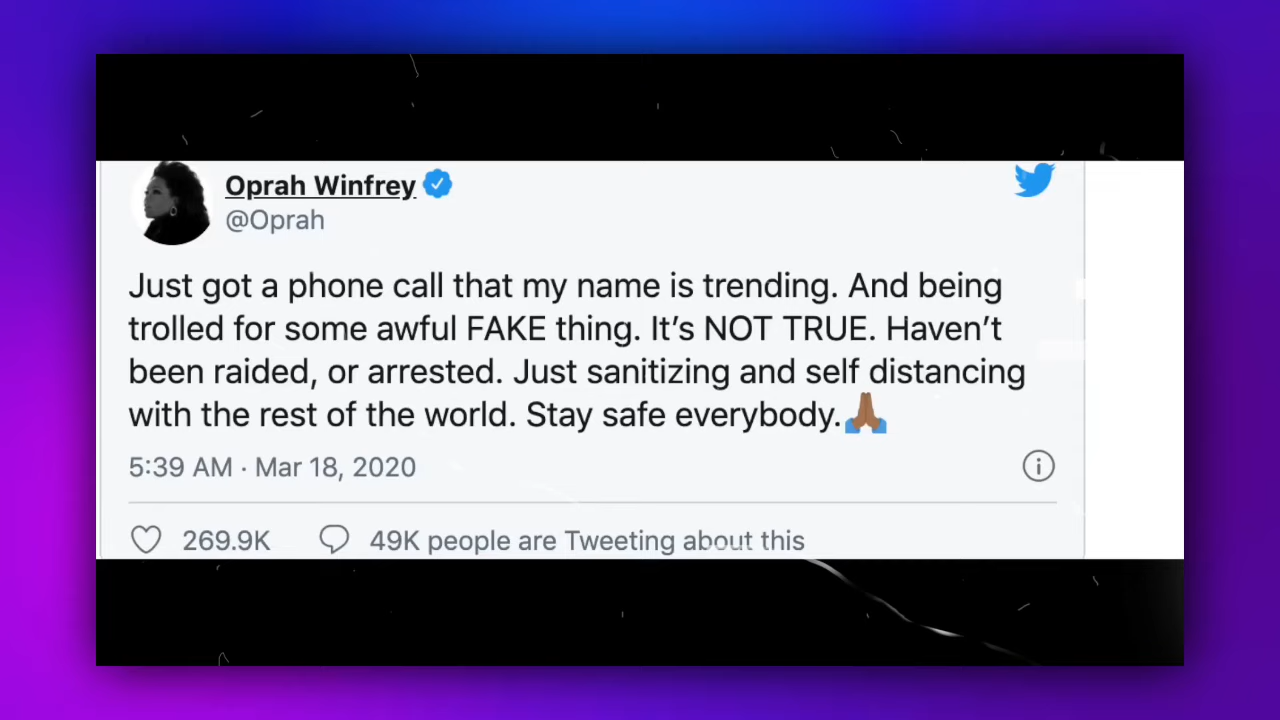 Oprah Winfrey
@Oprah
Just got a phone call that my name is trending. And being
trolled for some awful FAKE thing. It’s NOT TRUE. Haven’t
been raided, or arrested. Just sanitizing and self distancing
with the rest of the world. Stay safe everybody.🙏🏾
5:39 AM · Mar 18, 2020
269.9K 49K people are Tweeting about this